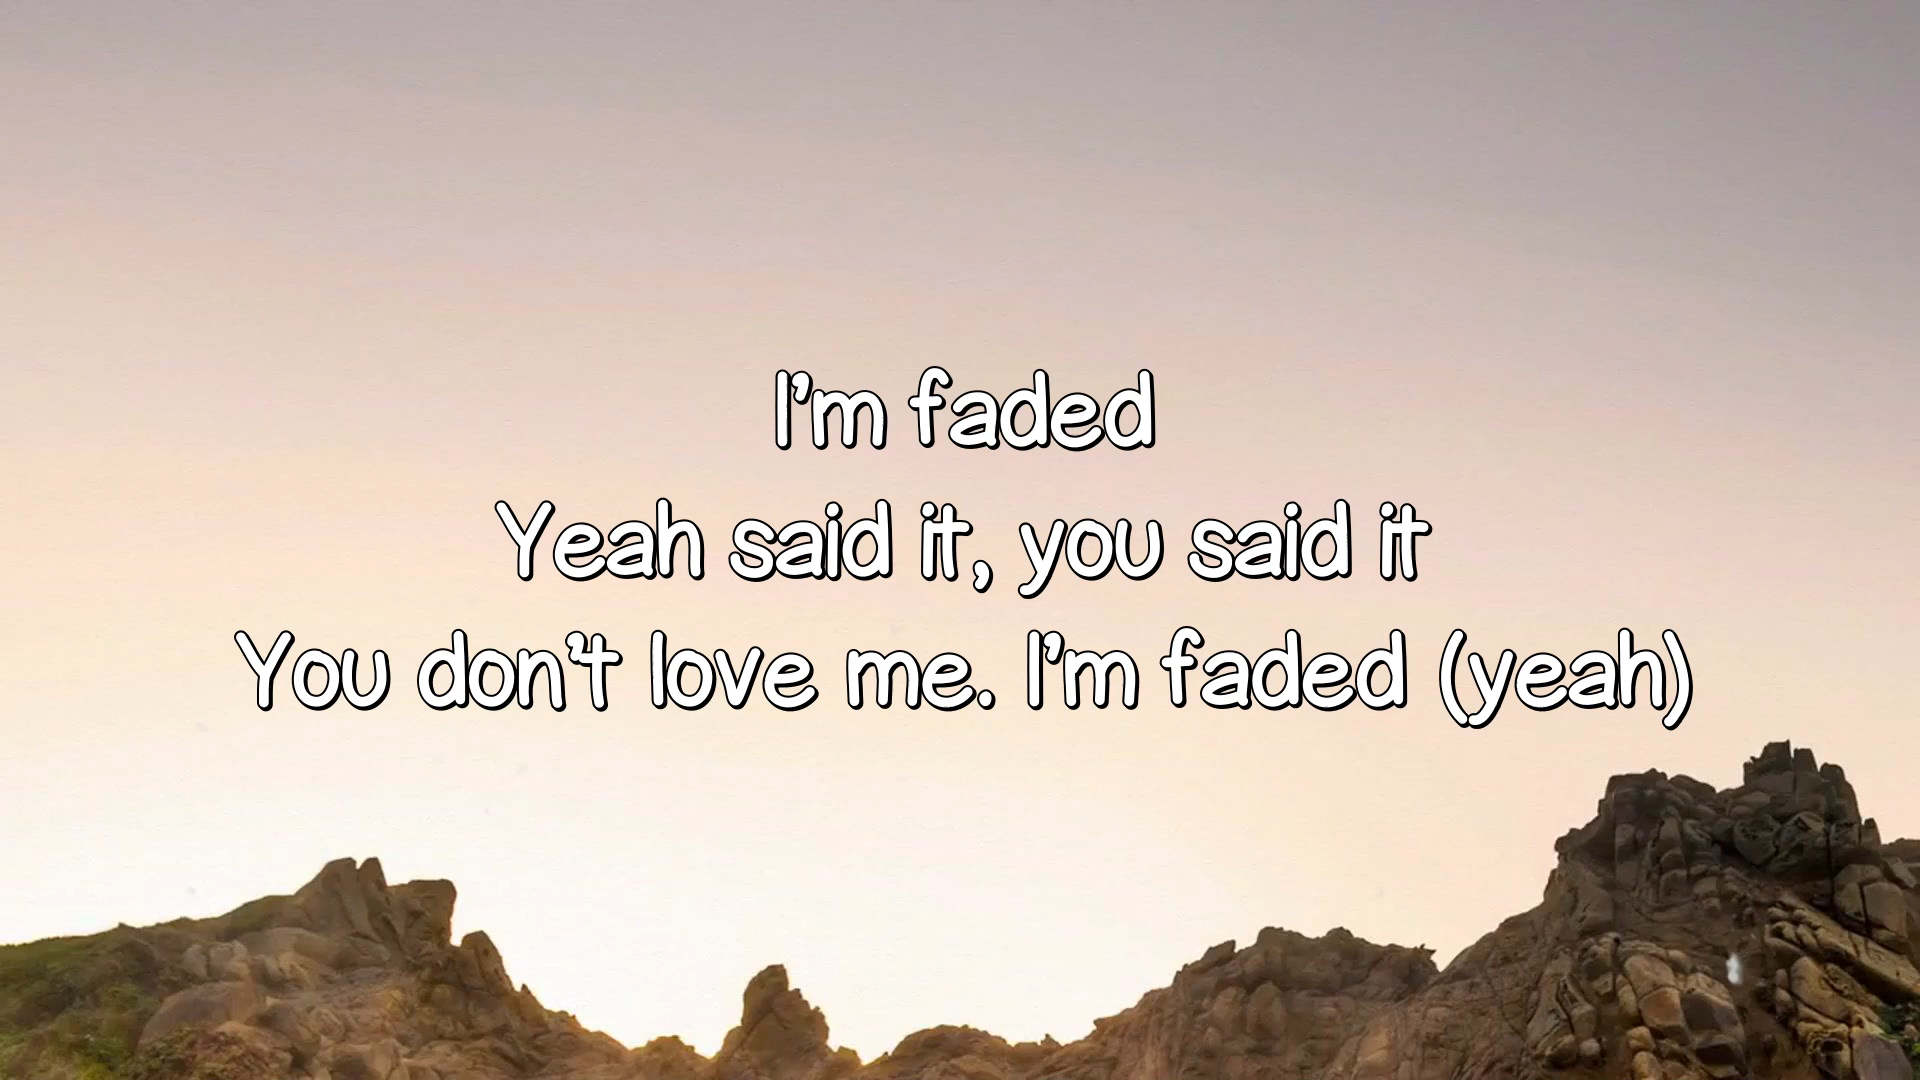 I'm faded
Yeah said it, you said it
You don't love me. I'm faded (yeah)